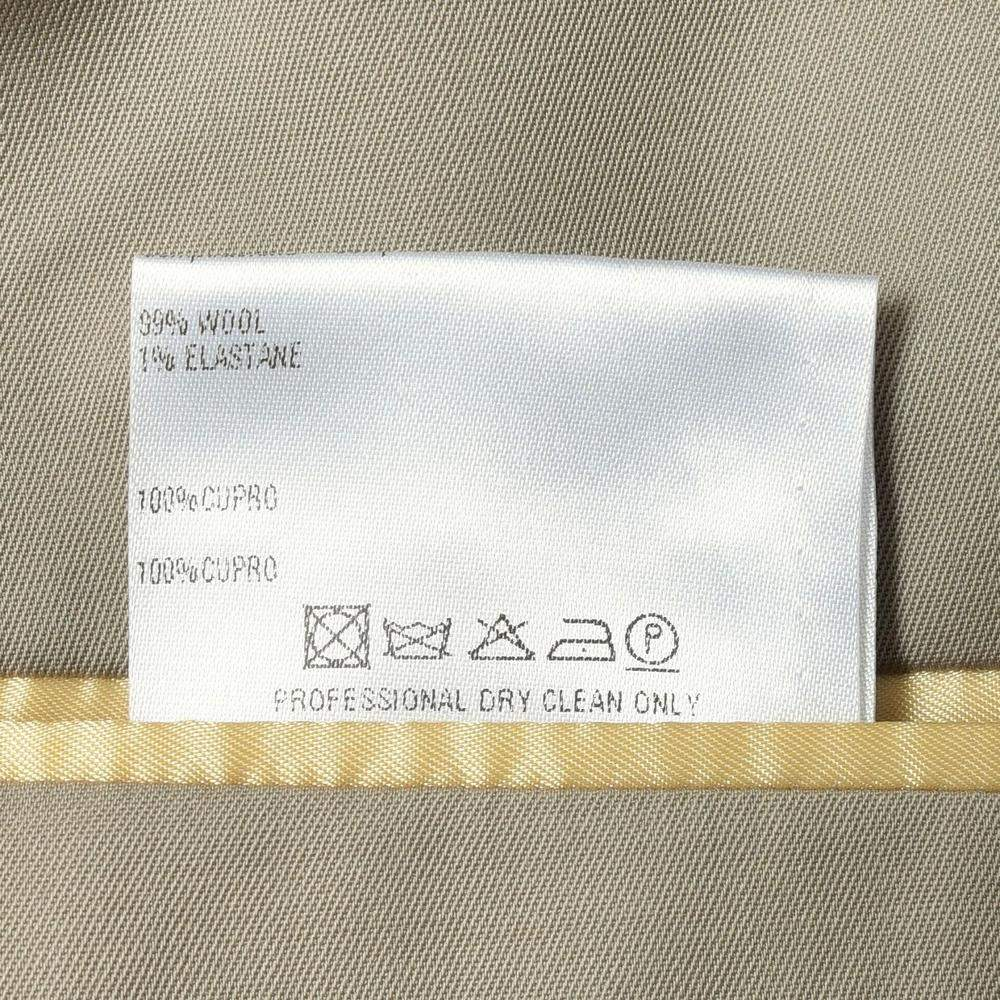 99% WOOL
1% ELASTANE
100%CUPRO
100%CUPRO
P
PROFESSIONAL DRY CLEAN ONLY